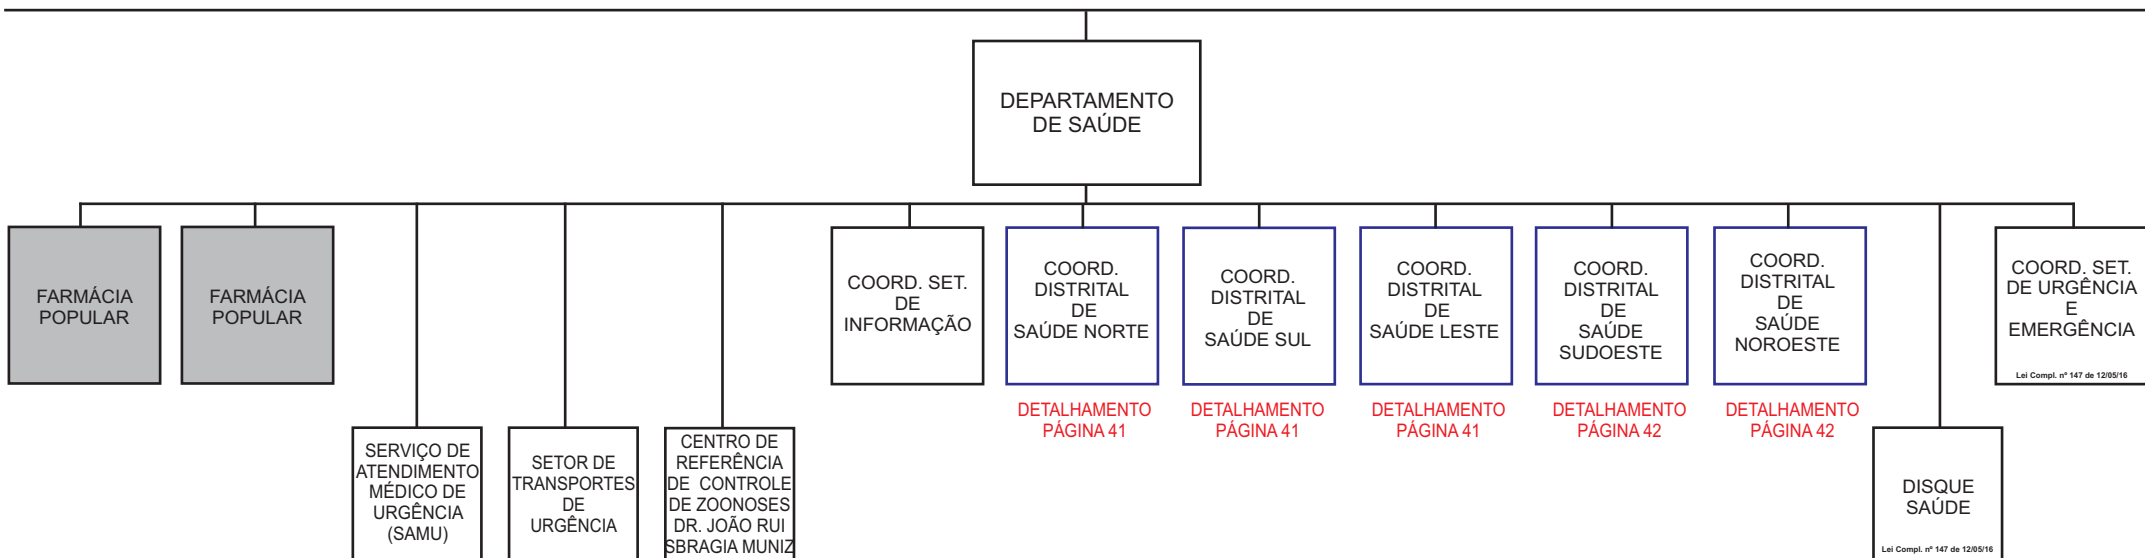 DEPARTAMENTO
DE SAÚDE
FARMÁCIA
POPULAR
FARMÁCIA
POPULAR
SERVIÇO DE
ATENDIMENTO
MÉDICO DE
URGÊNCIA
(SAMU)
SETOR DE
TRANSPORTES
DE
URGÊNCIA
CENTRO DE
REFERÊNCIA
DE CONTROLE
DE ZOONOSES
DR. JOÃO RUI
SBRAGIA MUNIZ
COORD. SET.
DE
INFORMAÇÃO
COORD.
DISTRITAL
DE
SAÚDE NORTE
DETALHAMENTO
PÁGINA 41
COORD.
DISTRITAL
DE
SAÚDE SUL
DETALHAMENTO
PÁGINA 41
COORD.
DISTRITAL
DE
SAÚDE LESTE
DETALHAMENTO
PÁGINA 41
COORD.
DISTRITAL
DE
SAÚDE
SUDOESTE
DETALHAMENTO
PÁGINA 42
COORD.
DISTRITAL
DE
SAÚDE
NOROESTE
DETALHAMENTO
PÁGINA 42
DISQUE
SAÚDE
Lei Compl. nº 147 de 12/05/16
COORD. SET.
DE URGÊNCIA
E
EMERGÊNCIA
Lei Compl. nº 147 de 12/05/16